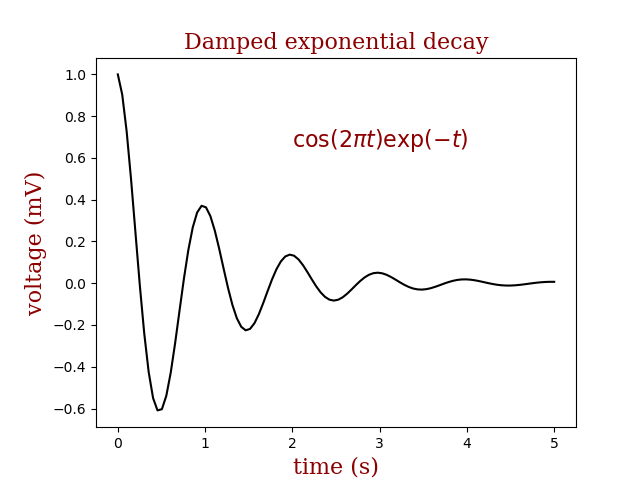 Damped exponential decay
1.0
0.8
0.6
0.4
0.2
0.0
−0.2
−0.4
−0.6
voltage (mV)
cos(2πt)exp(−t)
0 1 2 3 4 5
time (s)